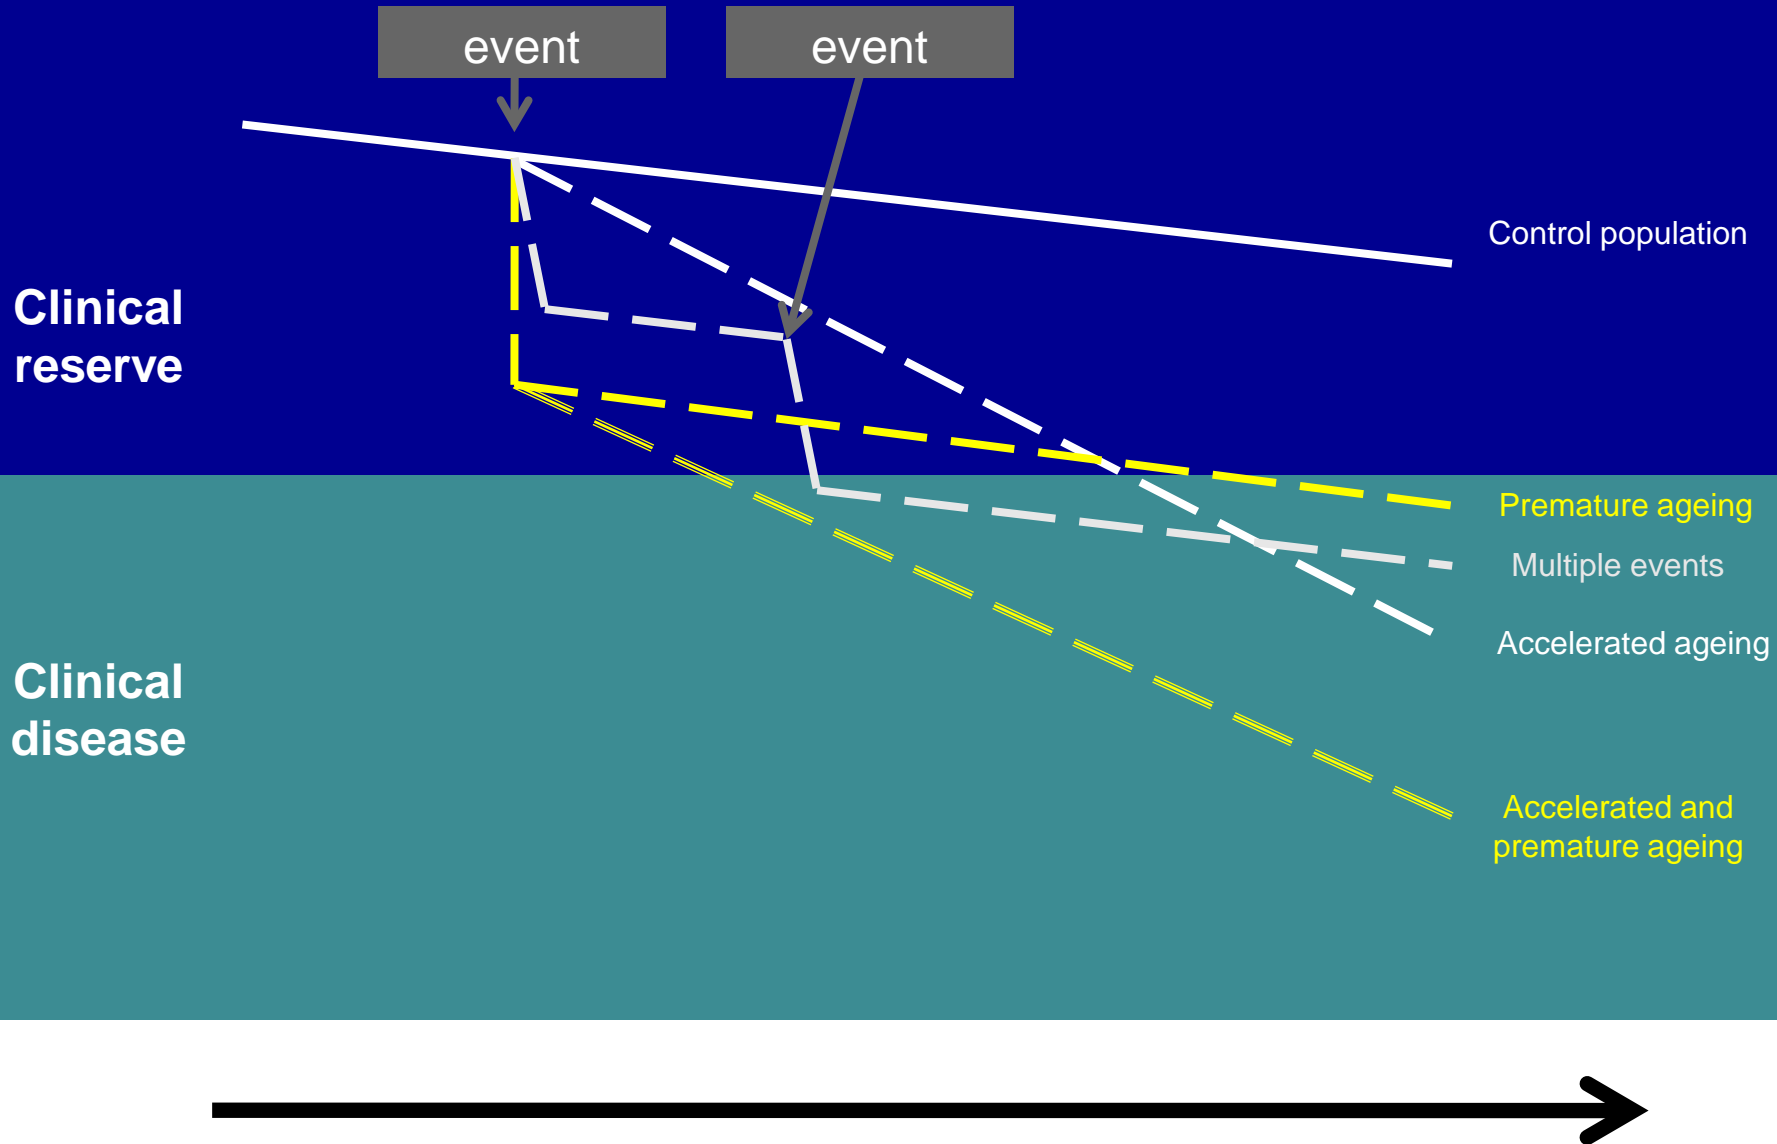 event
event
Control population
Clinical
reserve
Premature ageing
Multiple events
Accelerated ageing
Clinical
disease
Accelerated and
premature ageing